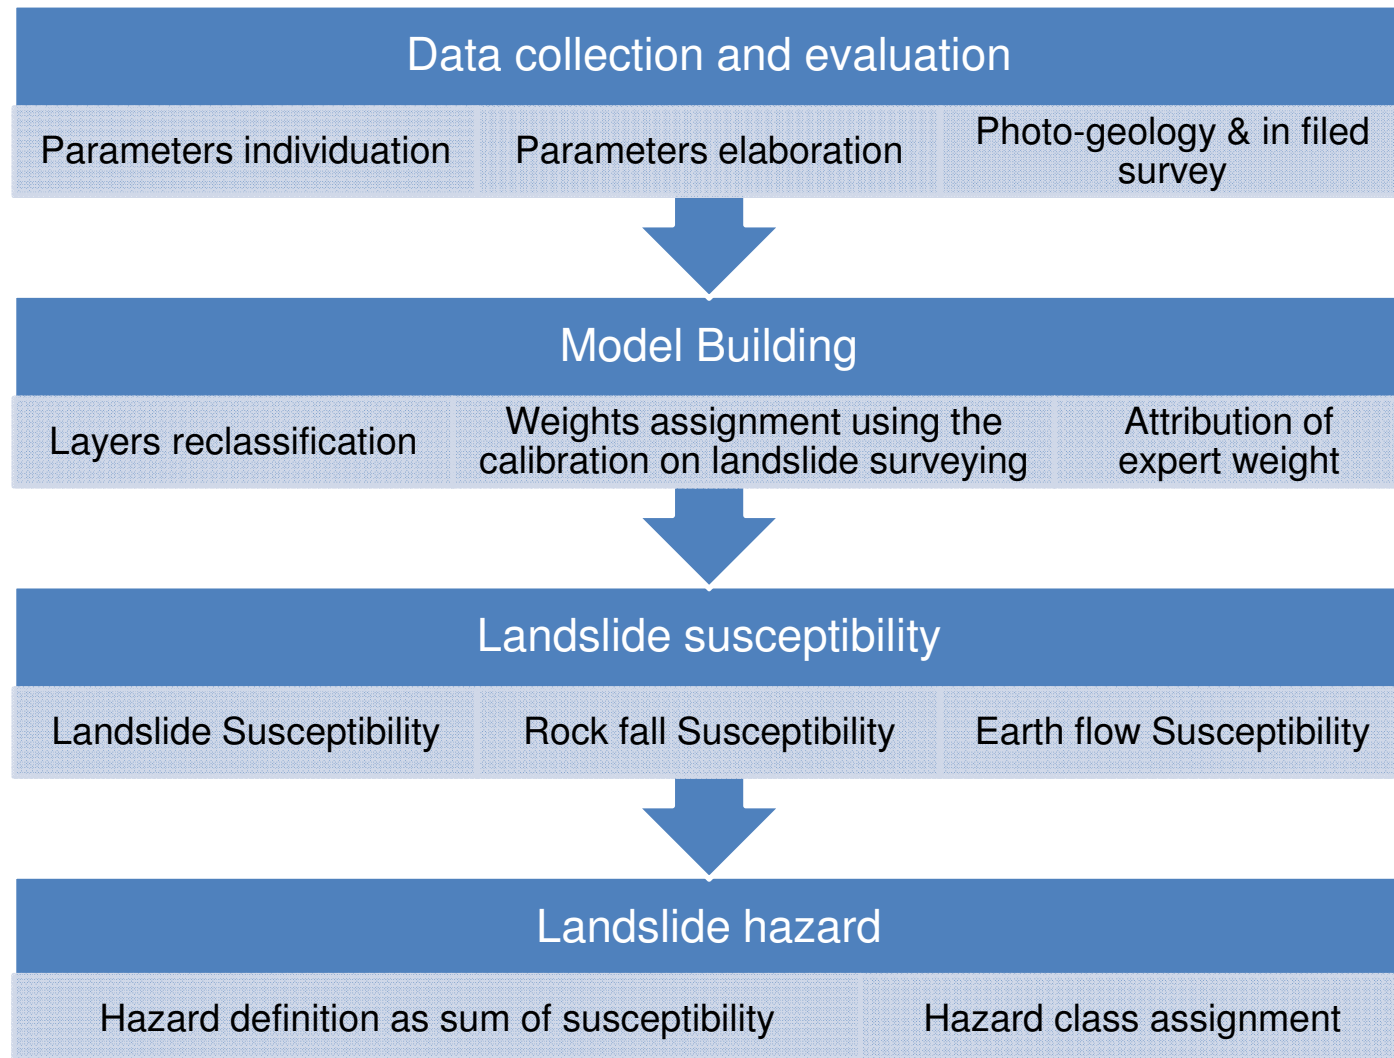 Data collection and evaluation
Parameters individuation
Parameters elaboration
Photo-geology & in filed
survey
Model Building
Layers reclassification
Weights assignment using the
calibration on landslide surveying
Attribution of
expert weight
Landslide susceptibility
Landslide Susceptibility
Rock fall Susceptibility
Earth flow Susceptibility
Landslide hazard
Hazard definition as sum of susceptibility
Hazard class assignment